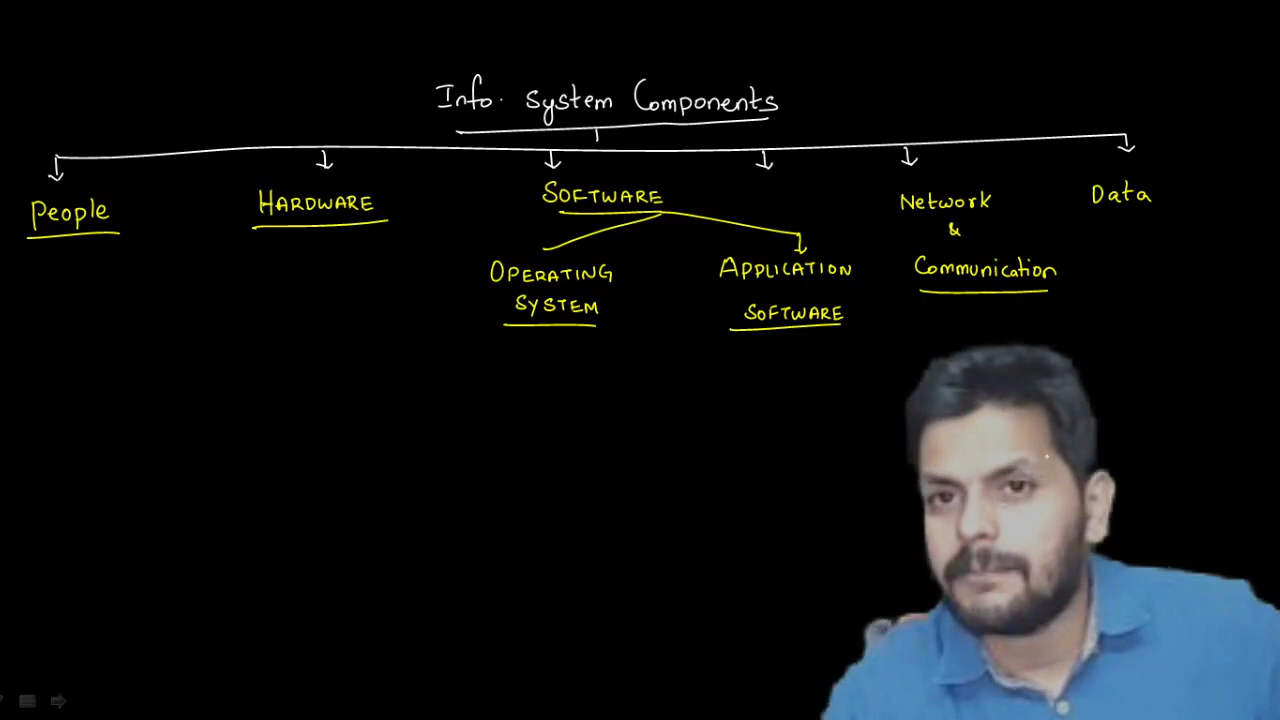 Info. System Components
People
HARDWARE
SOFTWARE
Network
&
Communication
Data
OPERATING
SYSTEM
APPLICATION
SOFTWARE